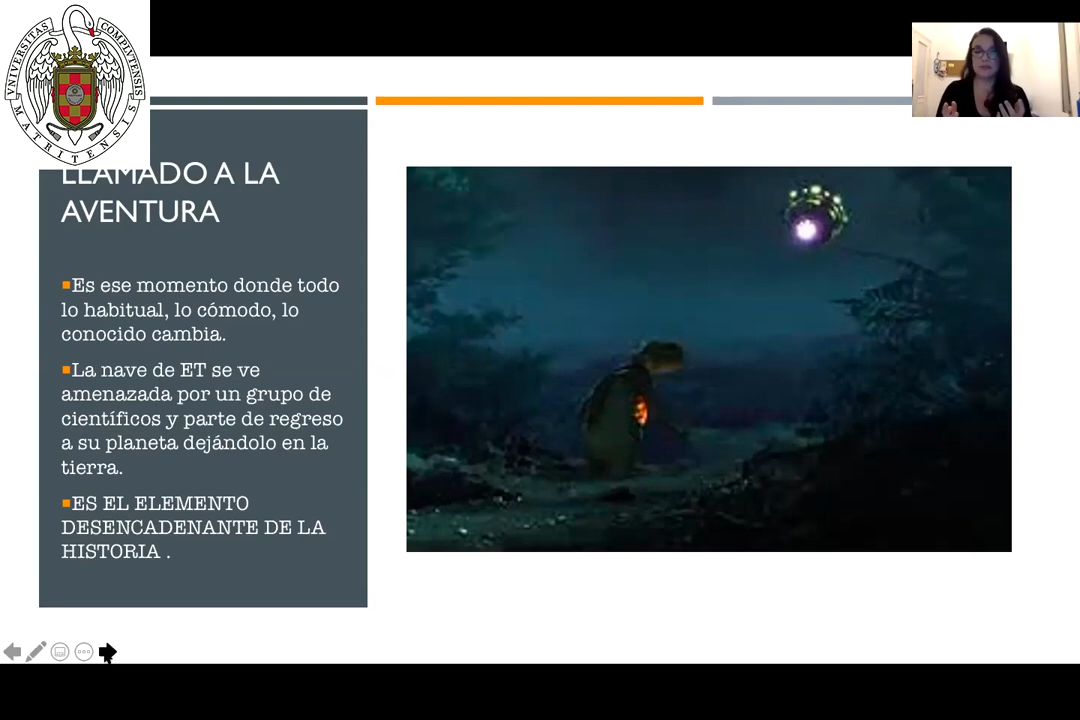 UNIVERSITAS COMPLUTENSIS
MATRITENSIS
LLAMADO A LA
AVENTURA
▪Es ese momento donde todo
lo habitual, lo cómodo, lo
conocido cambia.
▪La nave de ET se ve
amenazada por un grupo de
científicos y parte de regreso
a su planeta dejándolo en la
tierra.
▪ES EL ELEMENTO
DESENCADENANTE DE LA
HISTORIA .